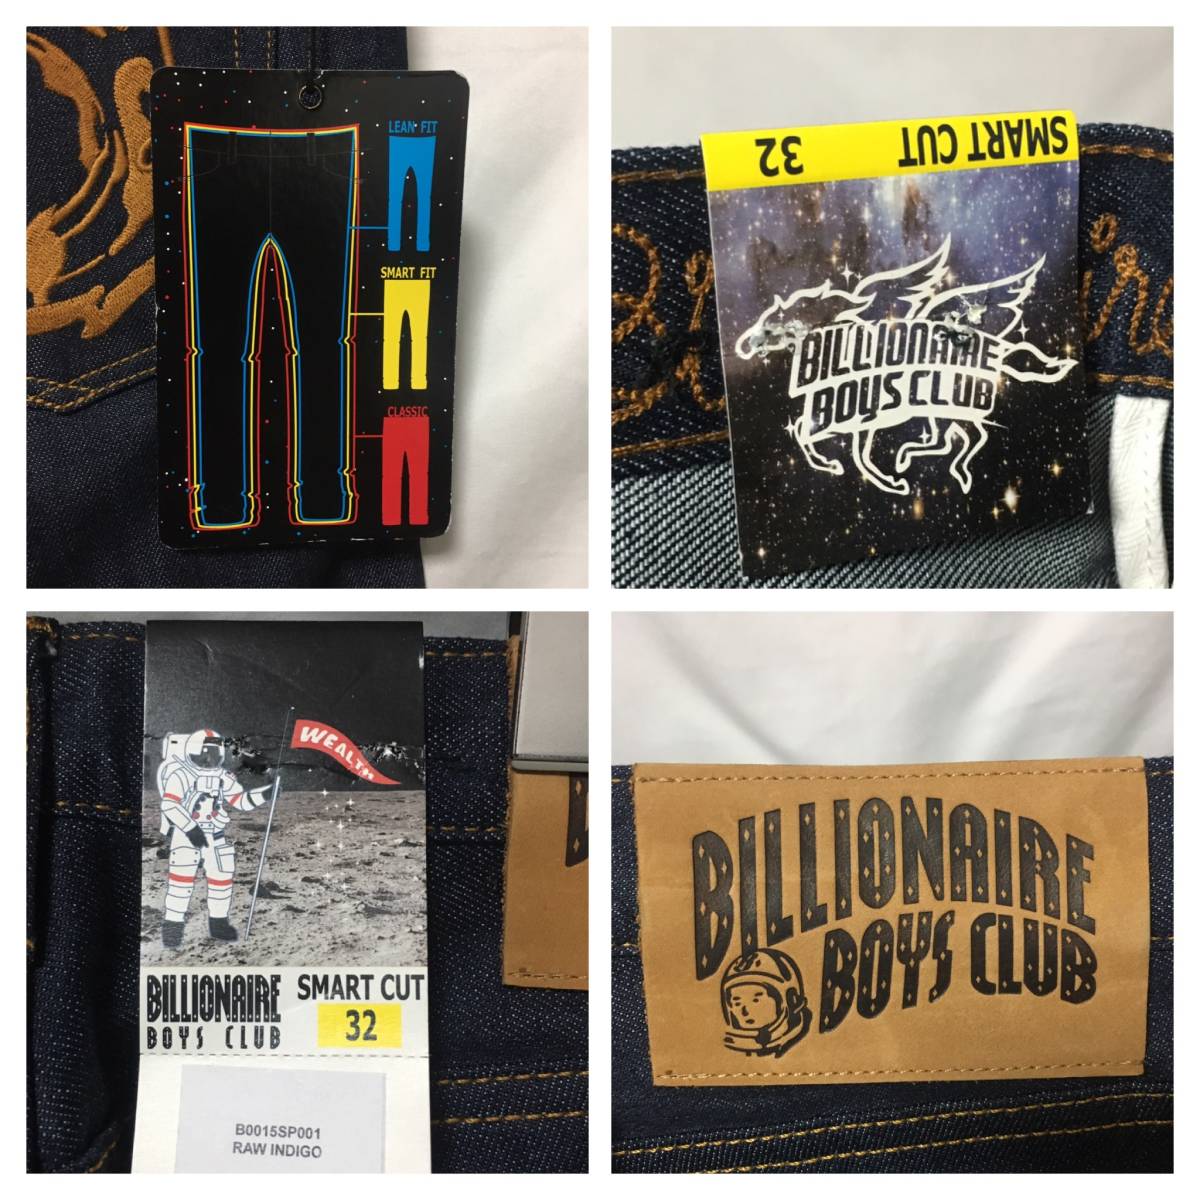 LEAN FIT
SMART FIT
CLASSIC
SMART CUT
32
BILLIONAIRE
BOYS CLUB
WEALTH
BILLIONAIRE
BOYS CLUB
SMART CUT
32
B0015SP001
RAW INDIGO
BILLIONAIRE
BOYS CLUB